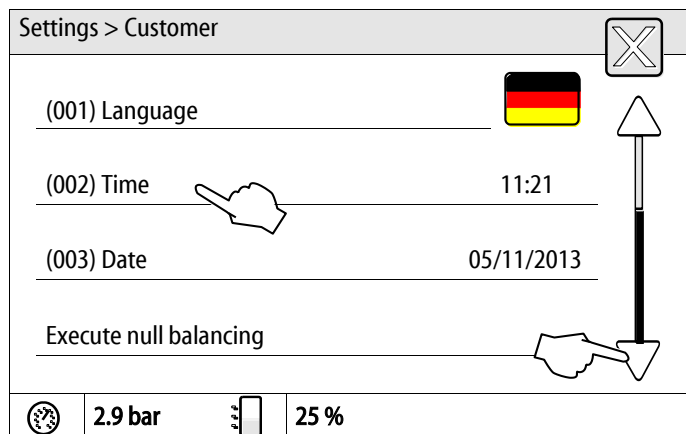 Settings > Customer
(001) Language
(002) Time 11:21
(003) Date 05/11/2013
Execute null balancing
2.9 bar 25 %